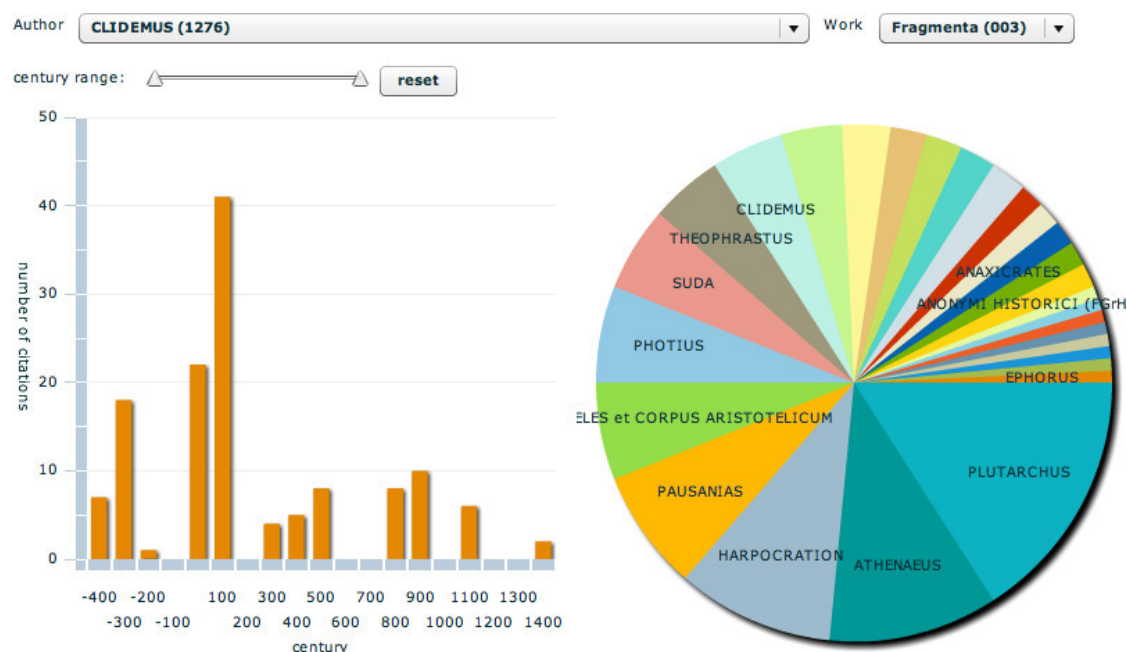 Author CLIDEMUS (1276) Work Fragmenta (003)
century range: reset
50
40
30
20
10
0
number of citations
-400 -200 100 300 500 700 900 1100 1300
-300 -100 200 400 600 800 1000 1200 1400
century
CLIDEMUS
THEOPHRASTUS
SUDA
ANAXICRATES
ANONYMI HISTORICI (FGrH
PHOTIUS
EPHORUS
ELES et CORPUS ARISTOTELICUM
PLUTARCHUS
PAUSANIAS
HARPOCRATION
ATHENAEUS